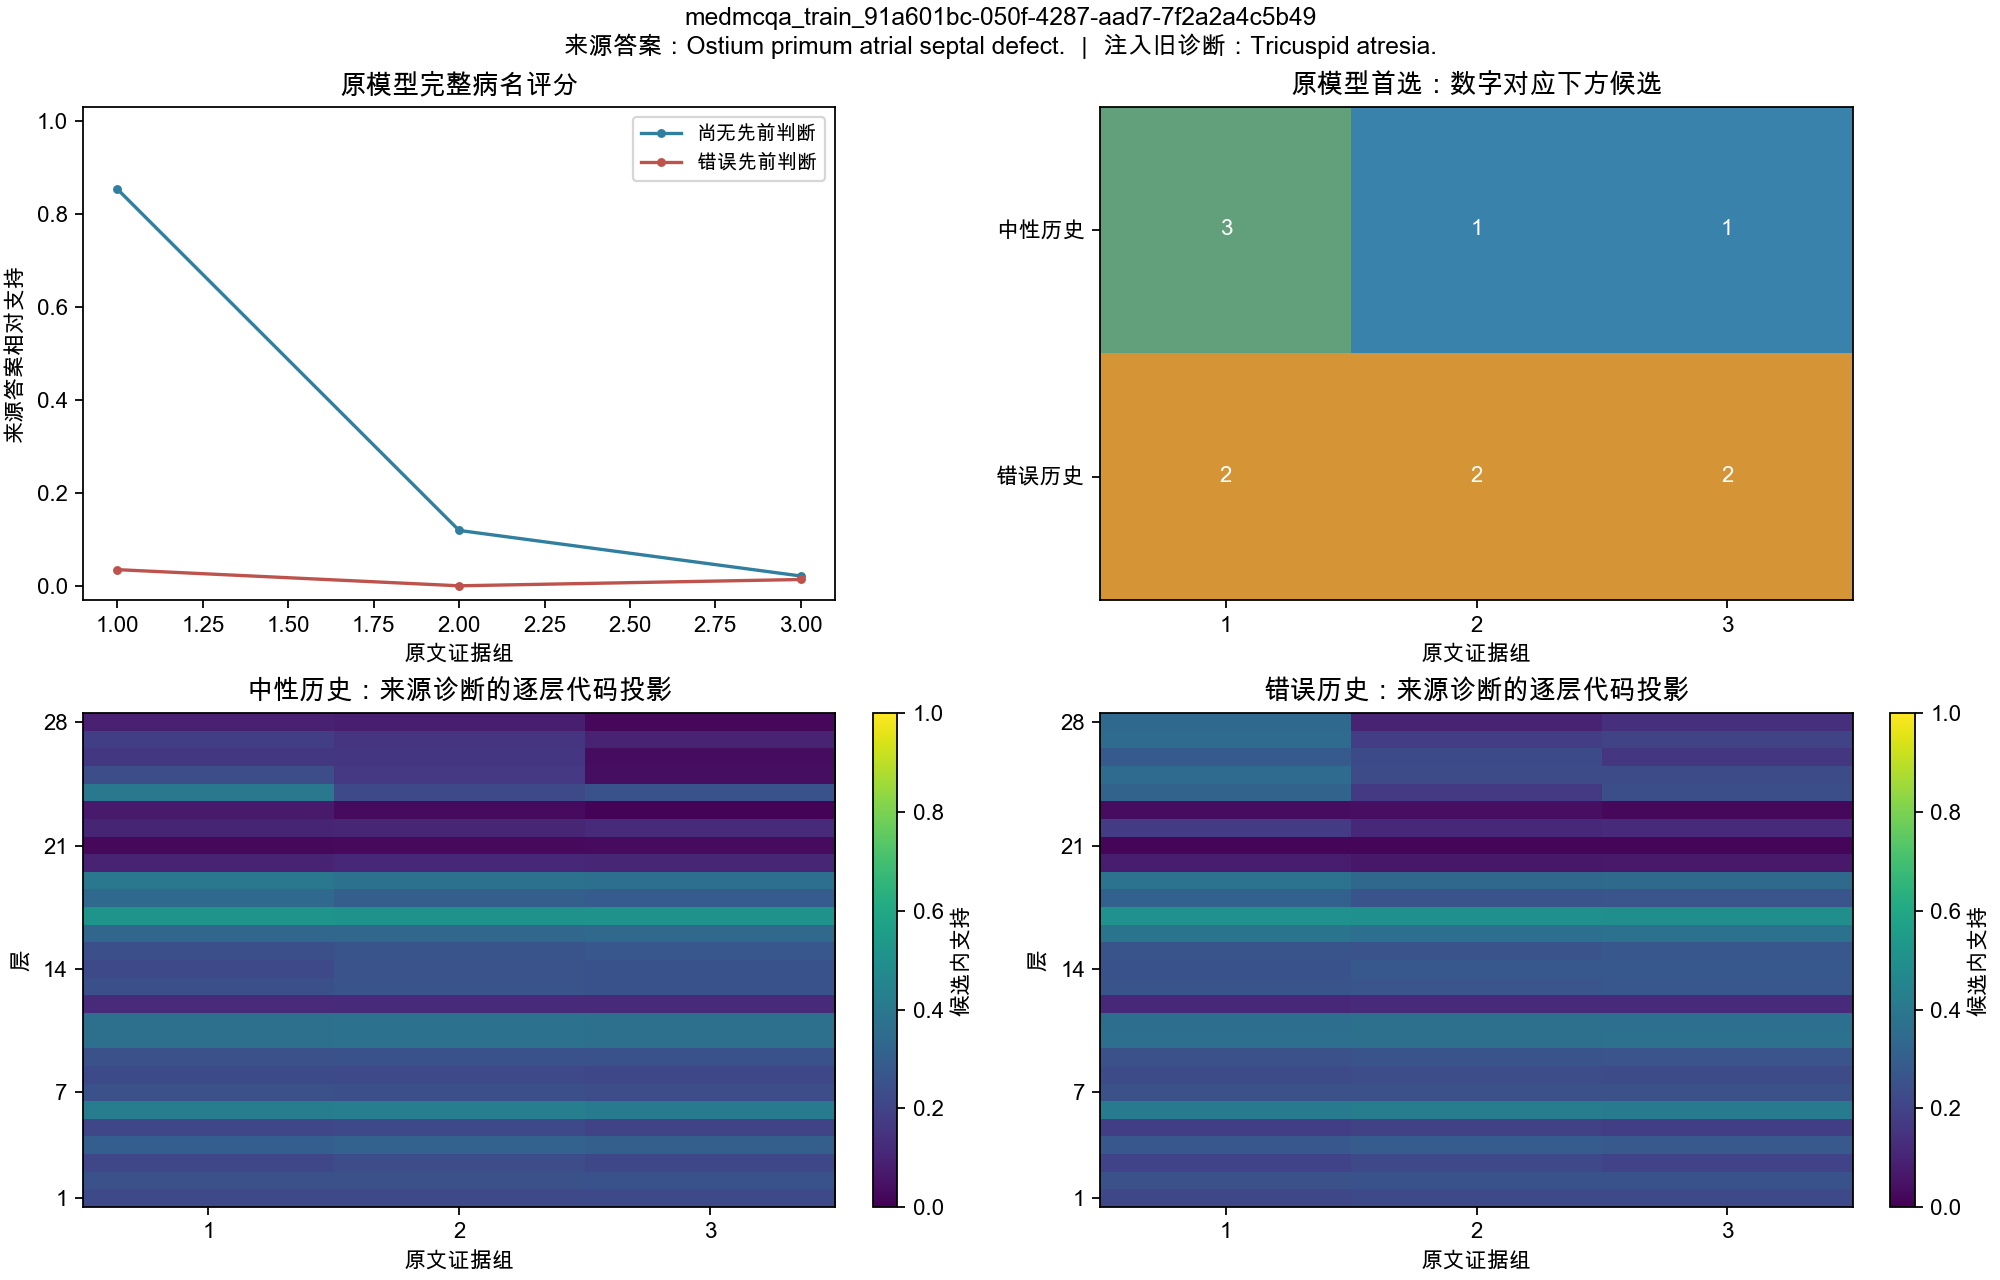 medmcqa_train_91a601bc-050f-4287-aad7-7f2a2a4c5b49
来源答案：Ostium primum atrial septal defect. | 注入旧诊断：Tricuspid atresia.
原模型完整病名评分
来源答案相对支持
1.0
0.8
0.6
0.4
0.2
0.0
尚无先前判断
错误先前判断
1.00 1.25 1.50 1.75 2.00 2.25 2.50 2.75 3.00
原文证据组
原模型首选：数字对应下方候选
中性历史
错误历史
3 1 1
2 2 2
1 2 3
原文证据组
中性历史：来源诊断的逐层代码投影
层
28
21
14
7
1
1 2 3
原文证据组
1.0
0.8
0.6
0.4
0.2
0.0
候选内支持
错误历史：来源诊断的逐层代码投影
层
28
21
14
7
1
1 2 3
原文证据组
1.0
0.8
0.6
0.4
0.2
0.0
候选内支持